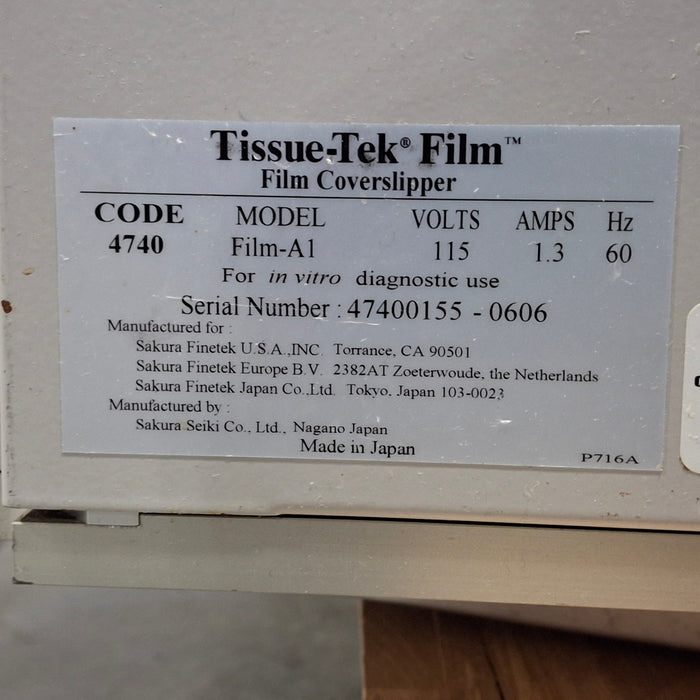 Tissue-Tek® Film™
Film Coverslipper
CODE MODEL VOLTS AMPS Hz
4740 Film-A1 115 1.3 60
For in vitro diagnostic use
Serial Number : 47400155 - 0606
Manufactured for :
Sakura Finetek U.S.A.,INC. Torrance, CA 90501
Sakura Finetek Europe B.V. 2382AT Zoeterwoude, the Netherlands
Sakura Finetek Japan Co.,Ltd. Tokyo, Japan 103-0023
Manufactured by :
Sakura Seiki Co., Ltd., Nagano Japan
Made in Japan
P716A